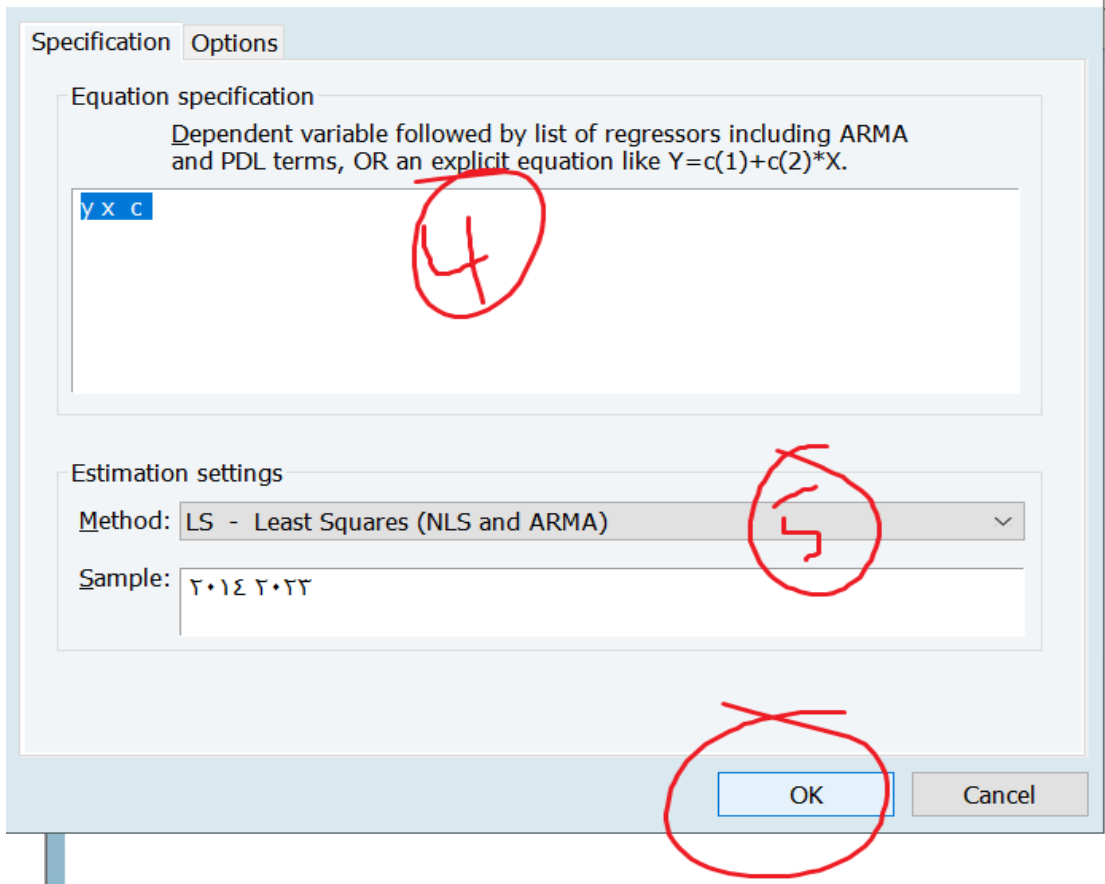 Specification Options
Equation specification
Dependent variable followed by list of regressors including ARMA
and PDL terms, OR an explicit equation like Y=c(1)+c(2)*X.
y x c
4
Estimation settings
Method: LS - Least Squares (NLS and ARMA)
5
Sample: ٢٠١٤ ٢٠٢٣
OK Cancel